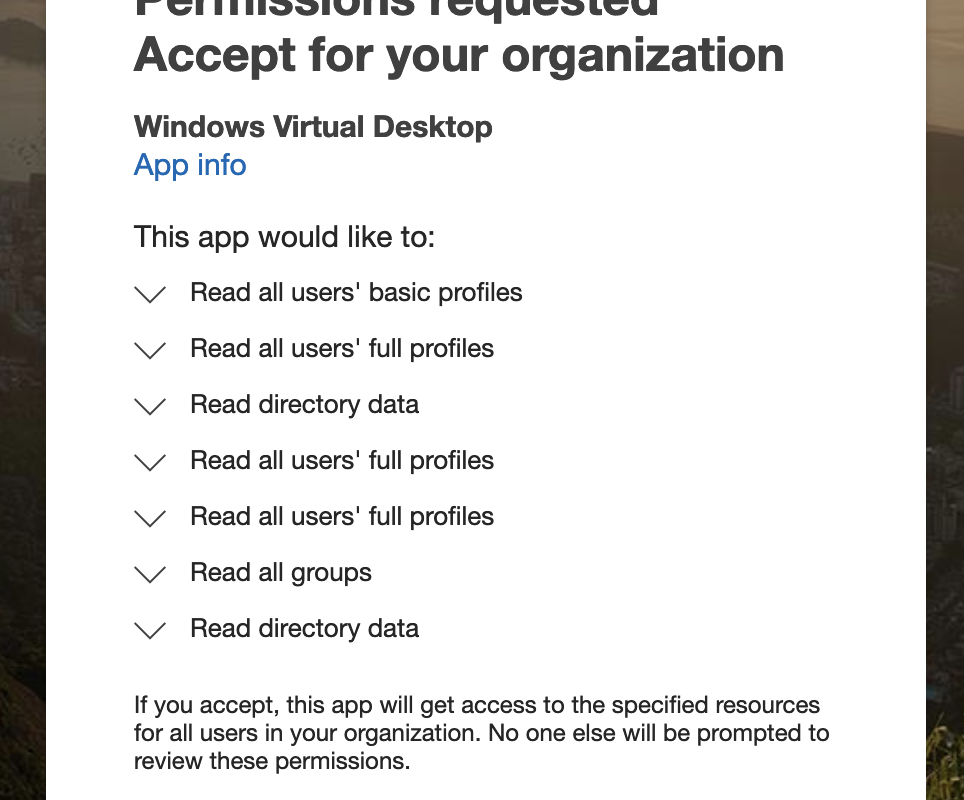 Permissions requested
Accept for your organization
Windows Virtual Desktop
App info
This app would like to:
Read all users' basic profiles
Read all users' full profiles
Read directory data
Read all users' full profiles
Read all users' full profiles
Read all groups
Read directory data
If you accept, this app will get access to the specified resources
for all users in your organization. No one else will be prompted to
review these permissions.